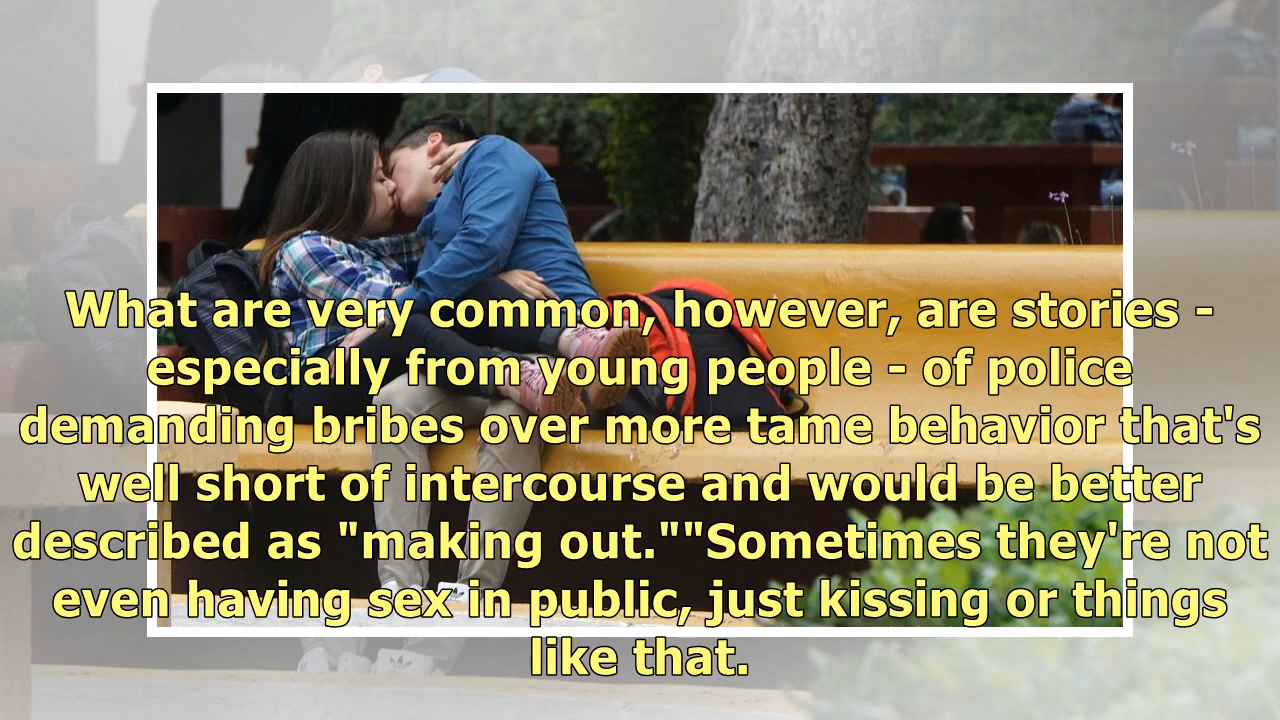 What are very common, however, are stories -
especially from young people - of police
demanding bribes over more tame behavior that's
well short of intercourse and would be better
described as "making out.""Sometimes they're not
even having sex in public, just kissing or things
like that.